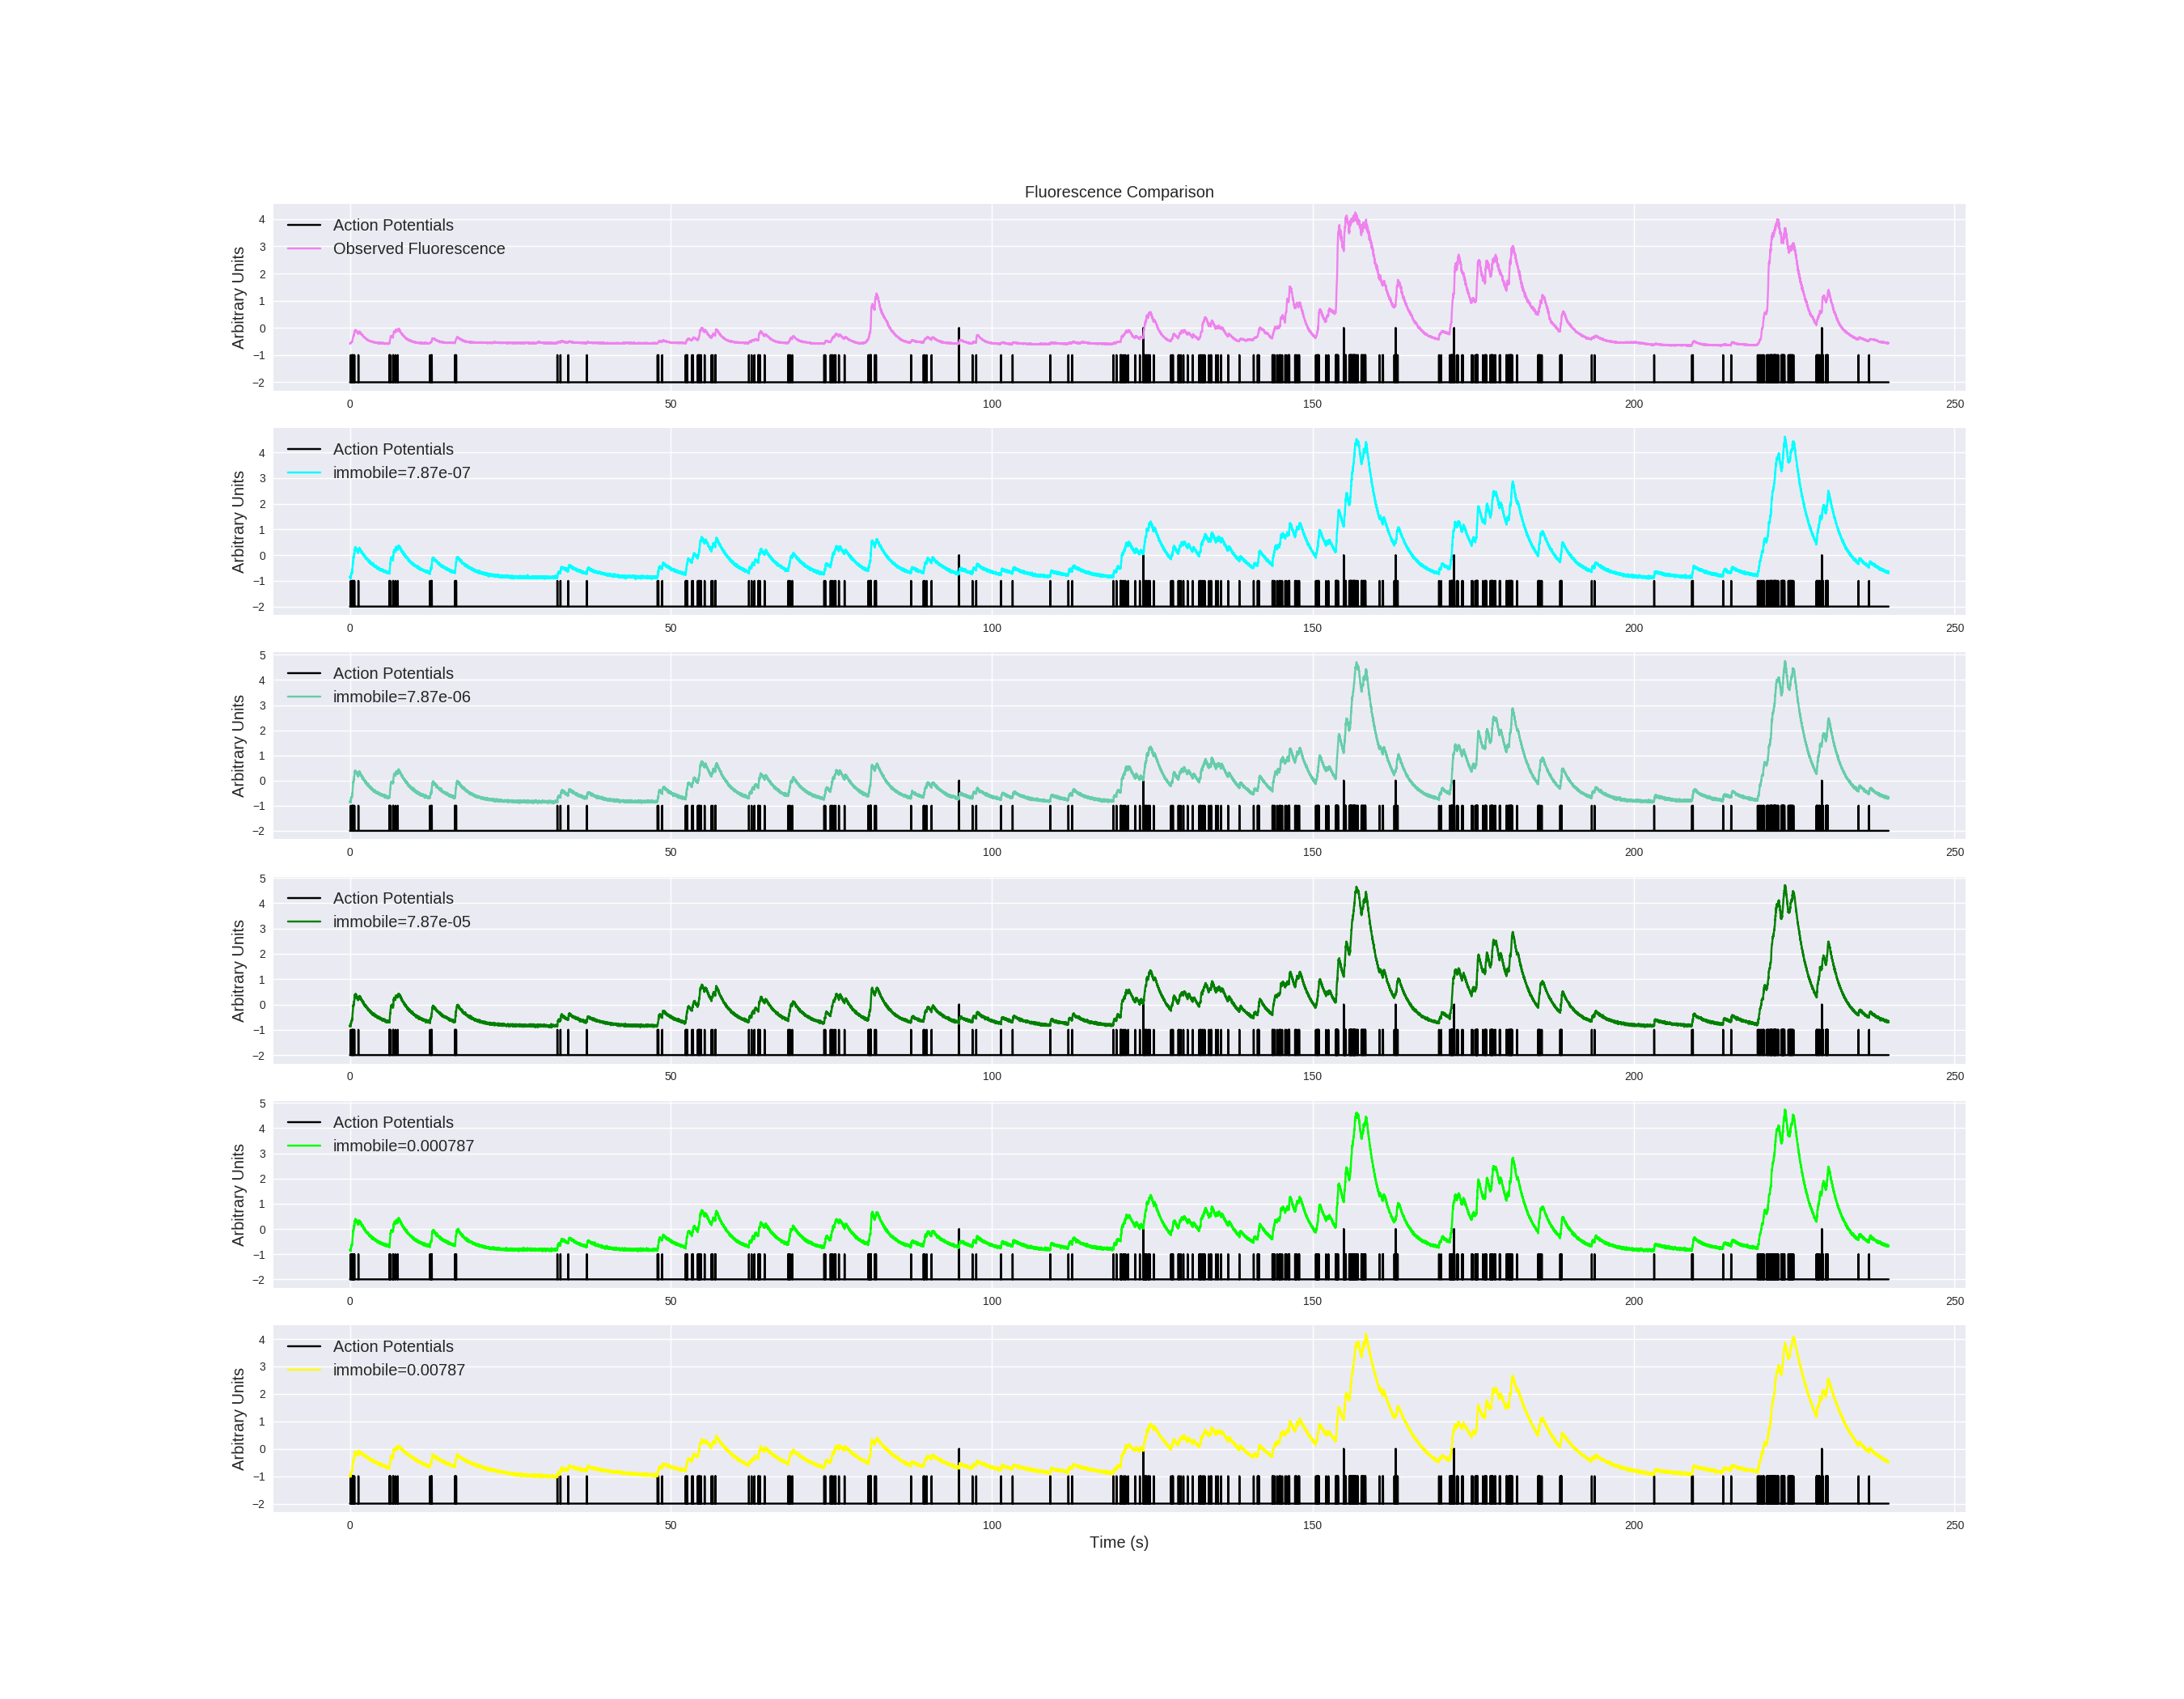 Fluorescence Comparison
Arbitrary Units
4
3
2
1
0
−1
−2
Action Potentials
Observed Fluorescence
0 50 100 150 200 250
Arbitrary Units
4
3
2
1
0
−1
−2
Action Potentials
immobile=7.87e-07
0 50 100 150 200 250
Arbitrary Units
5
4
3
2
1
0
−1
−2
Action Potentials
immobile=7.87e-06
0 50 100 150 200 250
Arbitrary Units
5
4
3
2
1
0
−1
−2
Action Potentials
immobile=7.87e-05
0 50 100 150 200 250
Arbitrary Units
5
4
3
2
1
0
−1
−2
Action Potentials
immobile=0.000787
0 50 100 150 200 250
Arbitrary Units
4
3
2
1
0
−1
−2
Action Potentials
immobile=0.00787
0 50 100 150 200 250
Time (s)